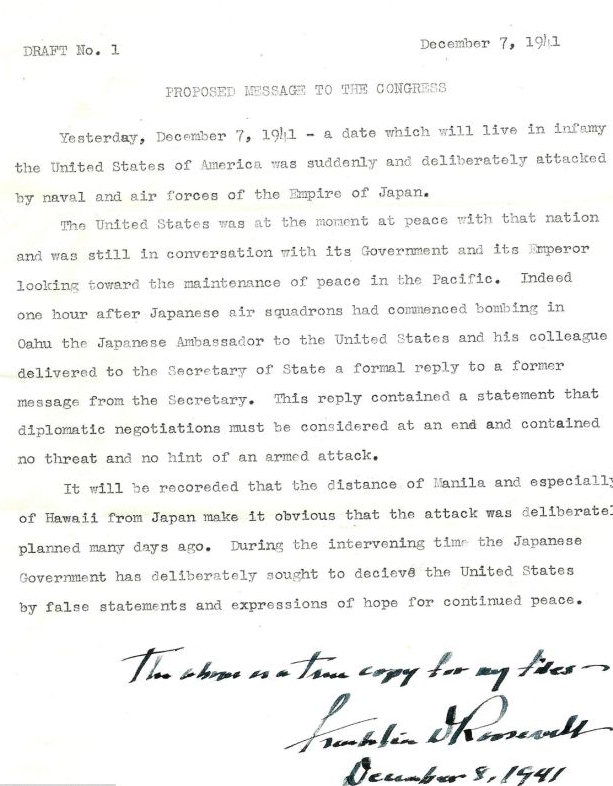 DRAFT No. 1
December 7, 1941
PROPOSED MESSAGE TO THE CONGRESS
Yesterday, December 7, 1941 - a date which will live in infamy
the United States of America was suddenly and deliberately attacked
by naval and air forces of the Empire of Japan.
The United States was at the moment at peace with that nation
and was still in conversation with its Government and its Emperor
looking toward the maintenance of peace in the Pacific. Indeed
one hour after Japanese air squadrons had commenced bombing in
Oahu the Japanese Ambassador to the United States and his colleague
delivered to the Secretary of State a formal reply to a former
message from the Secretary. This reply contained a statement that
diplomatic negotiations must be considered at an end and contained
no threat and no hint of an armed attack.
It will be recoreded that the distance of Manila and especially
of Hawaii from Japan make it obvious that the attack was deliberatel
planned many days ago. During the intervening time the Japanese
Government has deliberately sought to decieve the United States
by false statements and expressions of hope for continued peace.
The above is a true copy for my files -
Franklin D Roosevelt
December 8, 1941